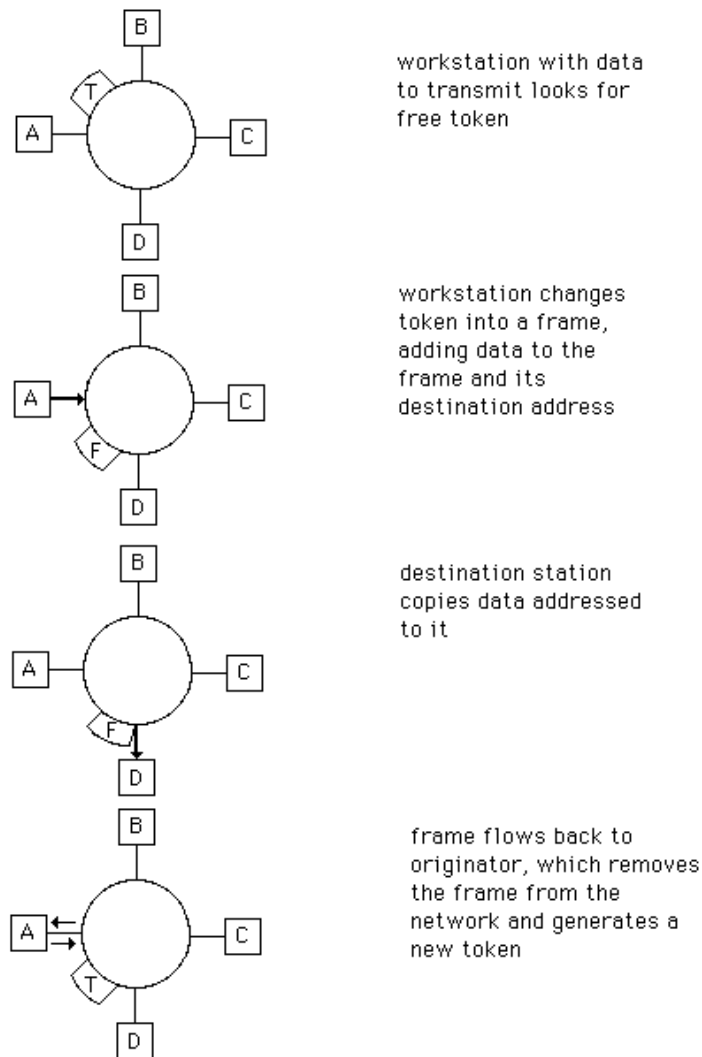 B
T
A
C
D
workstation with data
to transmit looks for
free token
B
A
C
F
D
workstation changes
token into a frame,
adding data to the
frame and its
destination address
B
A
C
F
D
destination station
copies data addressed
to it
B
A
C
T
D
frame flows back to
originator, which removes
the frame from the
network and generates a
new token